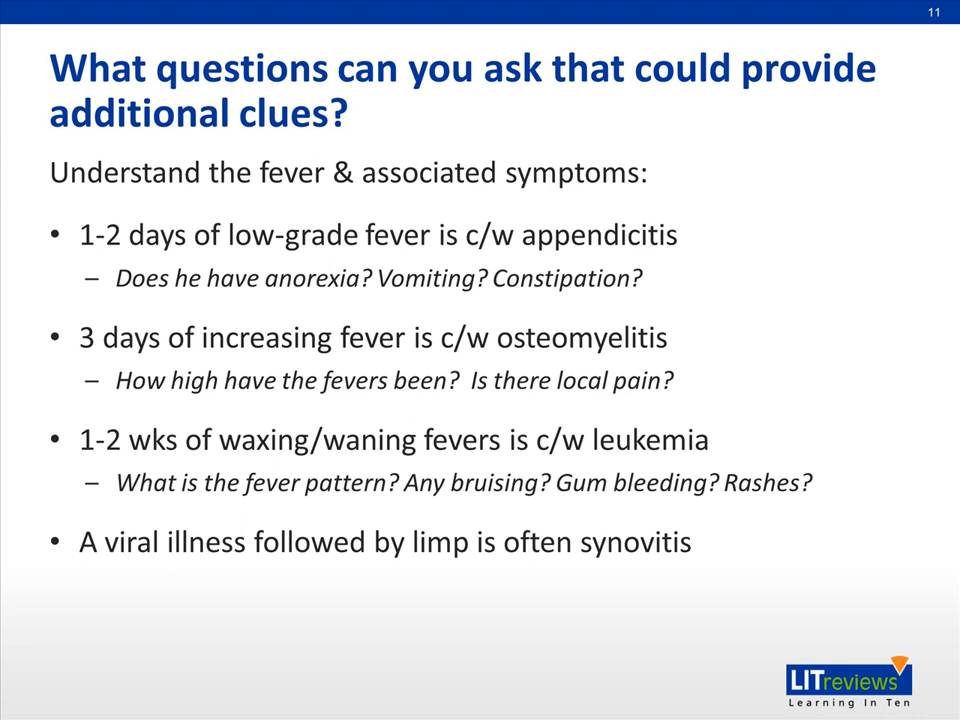 11
What questions can you ask that could provide
additional clues?
Understand the fever & associated symptoms:
• 1-2 days of low-grade fever is c/w appendicitis
– Does he have anorexia? Vomiting? Constipation?
• 3 days of increasing fever is c/w osteomyelitis
– How high have the fevers been? Is there local pain?
• 1-2 wks of waxing/waning fevers is c/w leukemia
– What is the fever pattern? Any bruising? Gum bleeding? Rashes?
• A viral illness followed by limp is often synovitis
LITreviews
Learning In Ten